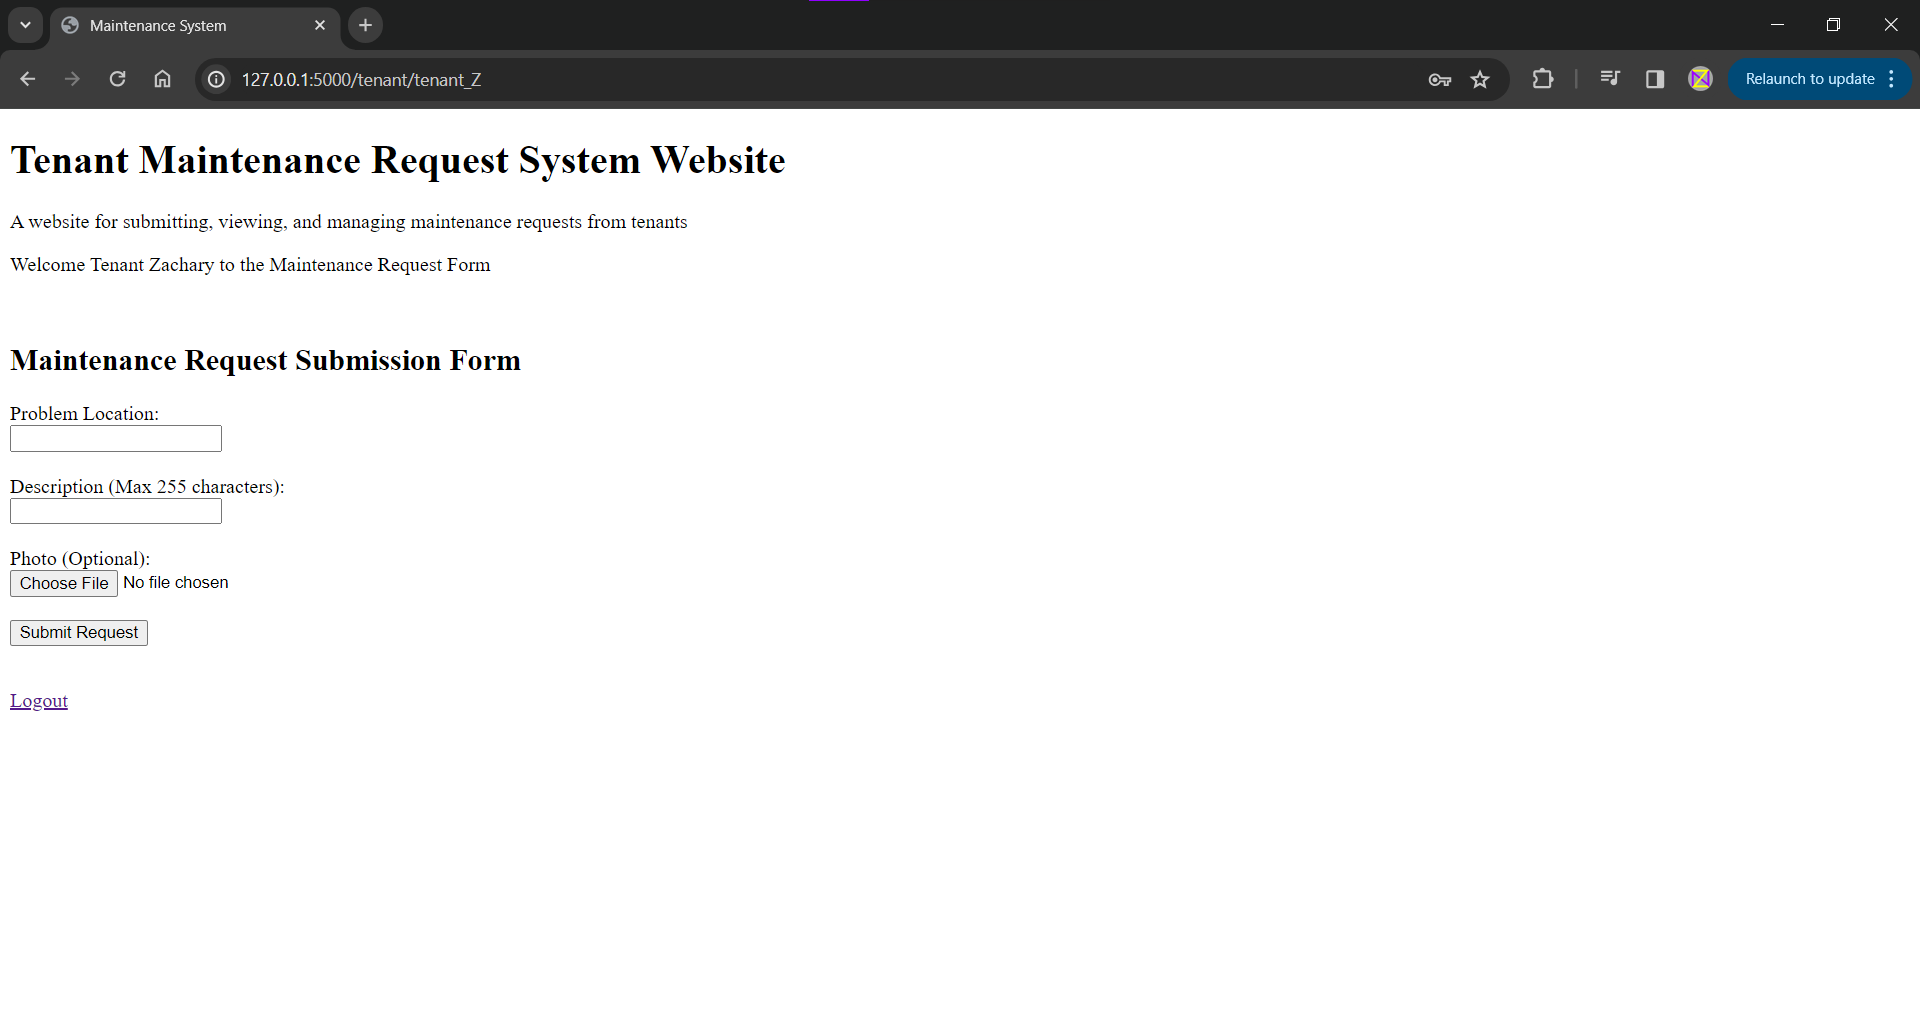 Maintenance System
127.0.0.1:5000/tenant/tenant_Z
Relaunch to update
Tenant Maintenance Request System Website
A website for submitting, viewing, and managing maintenance requests from tenants
Welcome Tenant Zachary to the Maintenance Request Form
Maintenance Request Submission Form
Problem Location:
Description (Max 255 characters):
Photo (Optional):
Choose File No file chosen
Submit Request
Logout